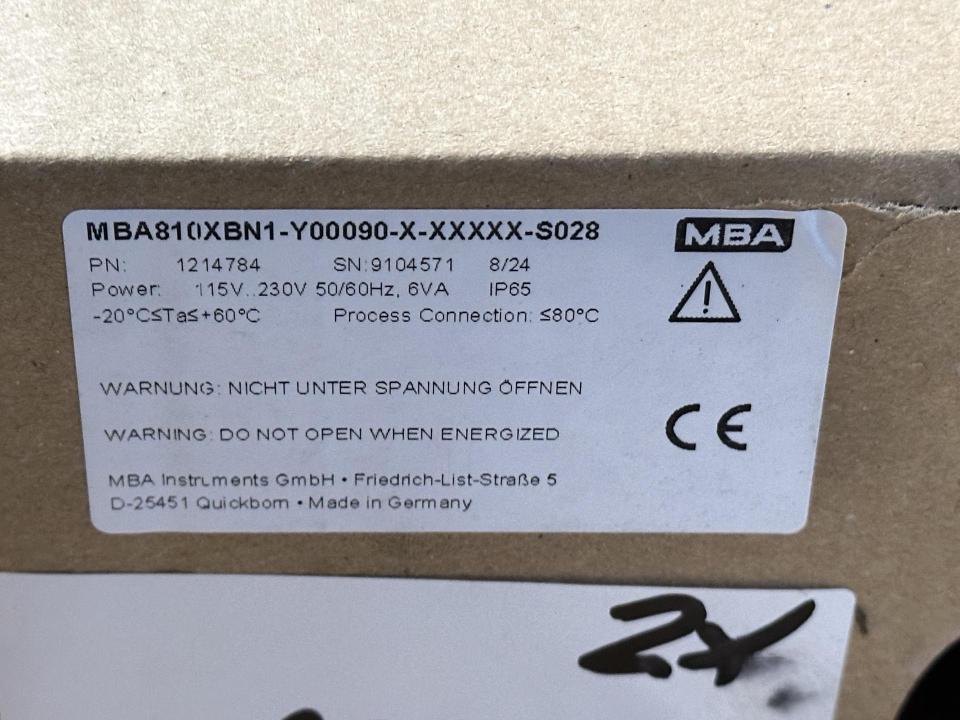 MBA810XBN1-Y00090-X-XXXXX-S028
MBA
PN: 1214784 SN:9104571 8/24
Power: 115V..230V 50/60Hz, 6VA IP65
-20°C≤Ta≤+60°C Process Connection: ≤80°C
WARNUNG: NICHT UNTER SPANNUNG ÖFFNEN
CE
WARNING: DO NOT OPEN WHEN ENERGIZED
MBA Instruments GmbH • Friedrich-List-Straße 5
D-25451 Quickborn • Made in Germany
2x